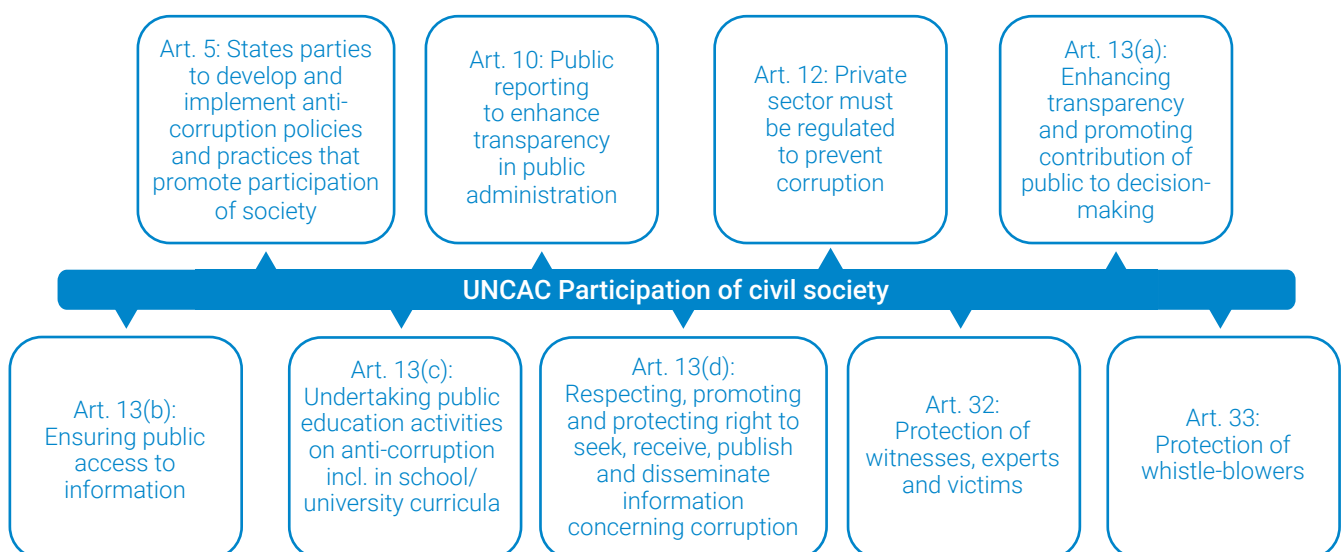 Art. 5: States parties
to develop and
implement anti-
corruption policies
and practices that
promote participation
of society
Art. 10: Public
reporting
to enhance
transparency
in public
administration
Art. 12: Private
sector must
be regulated
to prevent
corruption
Art. 13(a):
Enhancing
transparency
and promoting
contribution of
public to decision-
making
UNCAC Participation of civil society
Art. 13(b):
Ensuring public
access to
information
Art. 13(c):
Undertaking public
education activities
on anti-corruption
incl. in school/
university curricula
Art. 13(d):
Respecting, promoting
and protecting right to
seek, receive, publish
and disseminate
information
concerning corruption
Art. 32:
Protection of
witnesses, experts
and victims
Art. 33:
Protection of
whistle-blowers